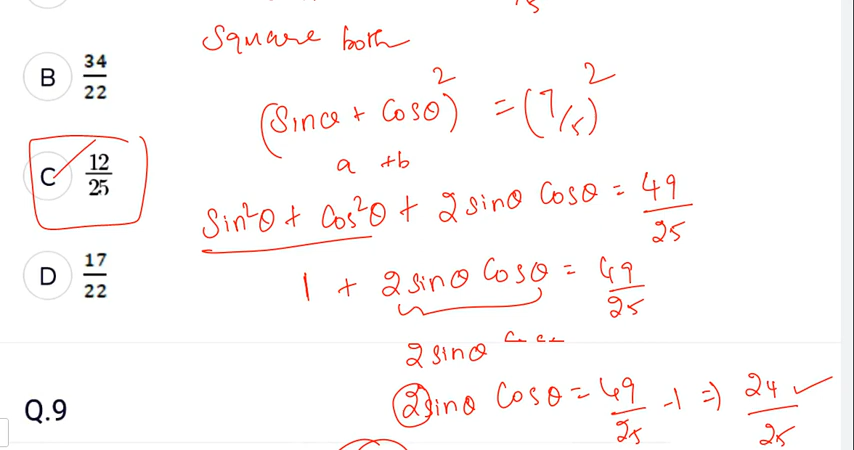 Square both
B 34/22
(Sinθ + Cosθ)² = (7/5)²
a + b
C 12/25
Sin²θ + Cos²θ + 2 sinθ Cosθ = 49/25
D 17/22
1 + 2 sinθ Cosθ = 49/25
2 sinθ
2 sinθ Cosθ = 49/25 - 1 ⇒ 24/25
Q.9